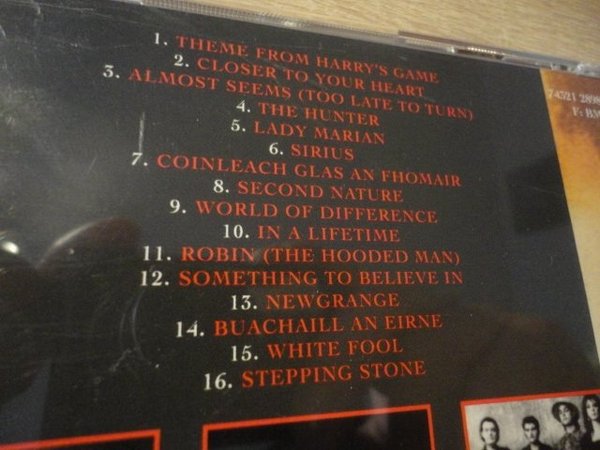 1. THEME FROM HARRY'S GAME
2. CLOSER TO YOUR HEART
3. ALMOST SEEMS (TOO LATE TO TURN)
4. THE HUNTER
5. LADY MARIAN
6. SIRIUS
7. COINLEACH GLAS AN FHOMAIR
8. SECOND NATURE
9. WORLD OF DIFFERENCE
10. IN A LIFETIME
11. ROBIN (THE HOODED MAN)
12. SOMETHING TO BELIEVE IN
13. NEWGRANGE
14. BUACHAILL AN EIRNE
15. WHITE FOOL
16. STEPPING STONE
74321
F: